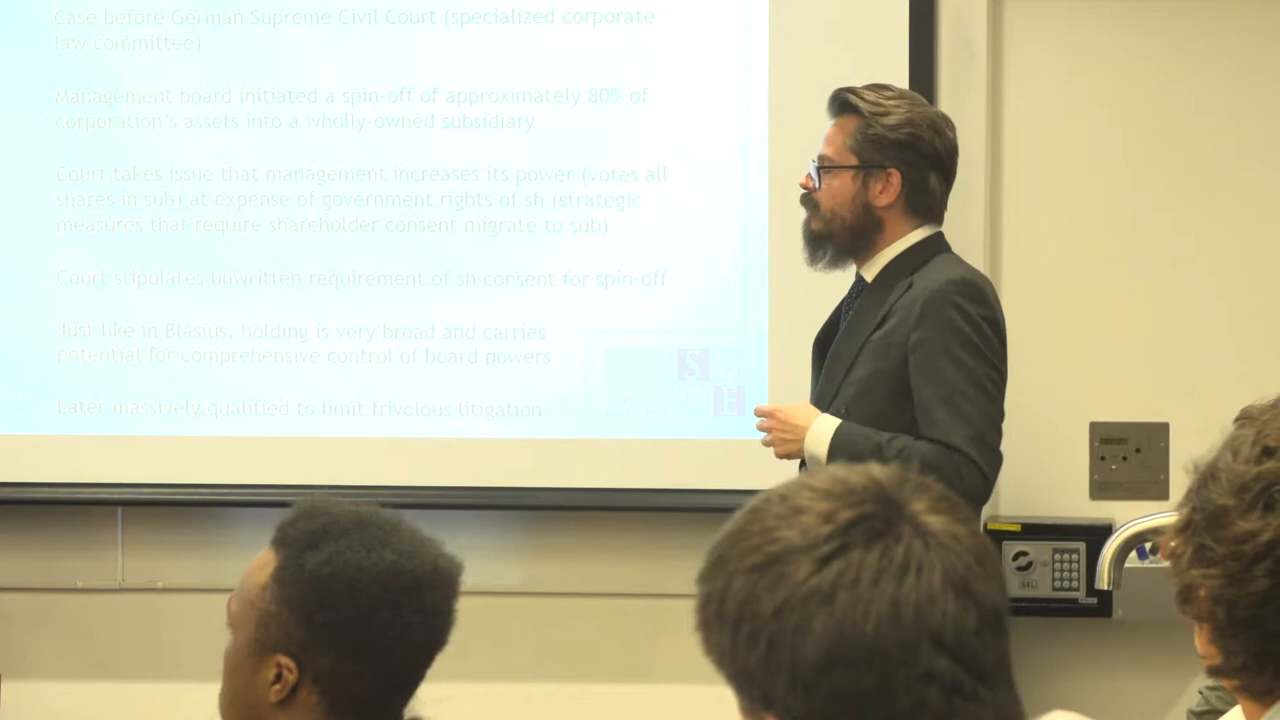 Case before German Supreme Civil Court (specialized corporate
law committee)
Management board initiated a spin-off of approximately 80% of
corporation's assets into a wholly-owned subsidiary
Court takes issue that management increases its power (votes all
shares in sub) at expense of government rights of sh (strategic
measures that require shareholder consent migrate to sub)
Court stipulates unwritten requirement of sh consent for spin-off
Just like in Blasius, holding is very broad and carries
potential for comprehensive control of board powers
Later massively qualified to limit frivolous litigation
S
E